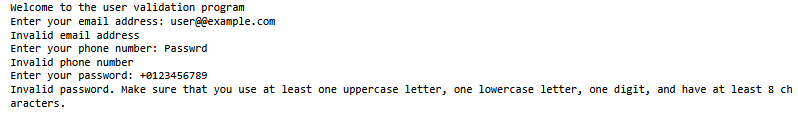 Welcome to the user validation program
Enter your email address: user@@example.com
Invalid email address
Enter your phone number: Passwrd
Invalid phone number
Enter your password: +0123456789
Invalid password. Make sure that you use at least one uppercase letter, one lowercase letter, one digit, and have at least 8 ch
aracters.